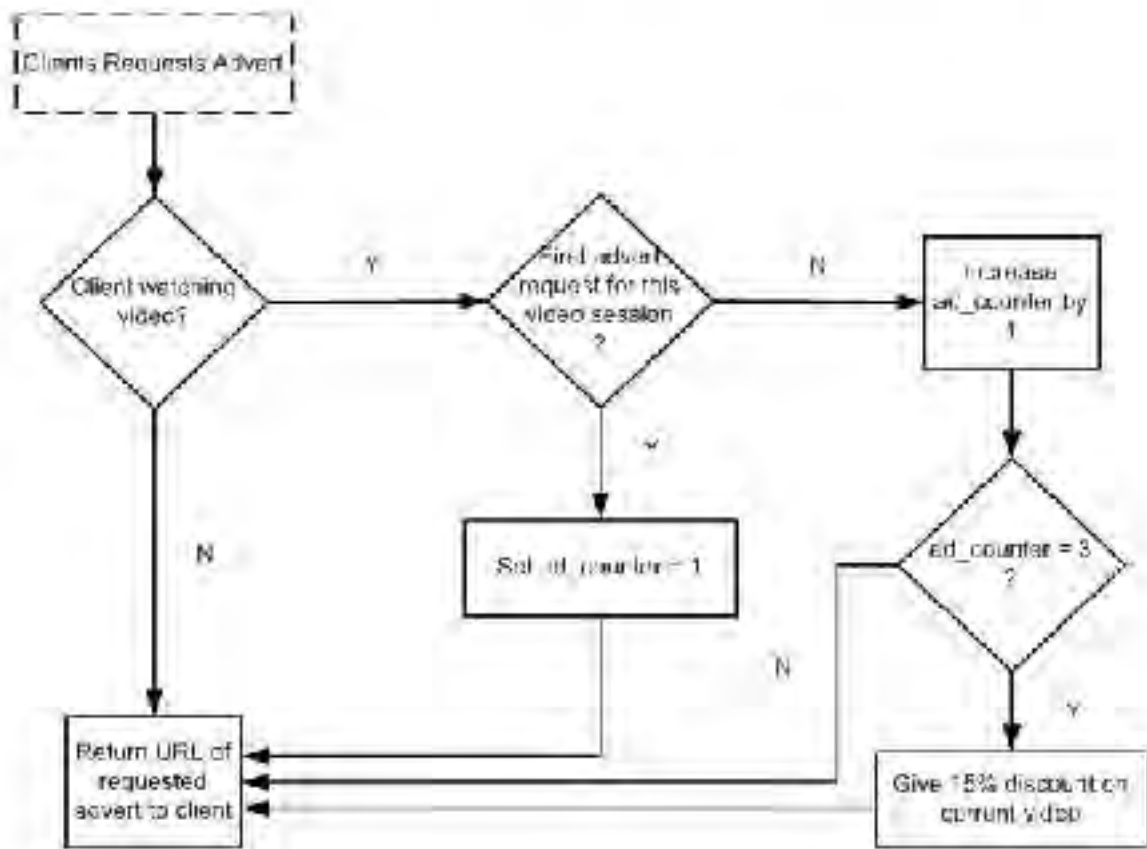 Clients Requests Advert
Client watching
video?
Y
First advert
request for this
video session
?
N
Increase
ad_counter by
1
Y
N
Set ad_counter = 1
ad_counter = 3
?
N
Y
Return URL of
requested
advert to client
Give 15% discount on
current video